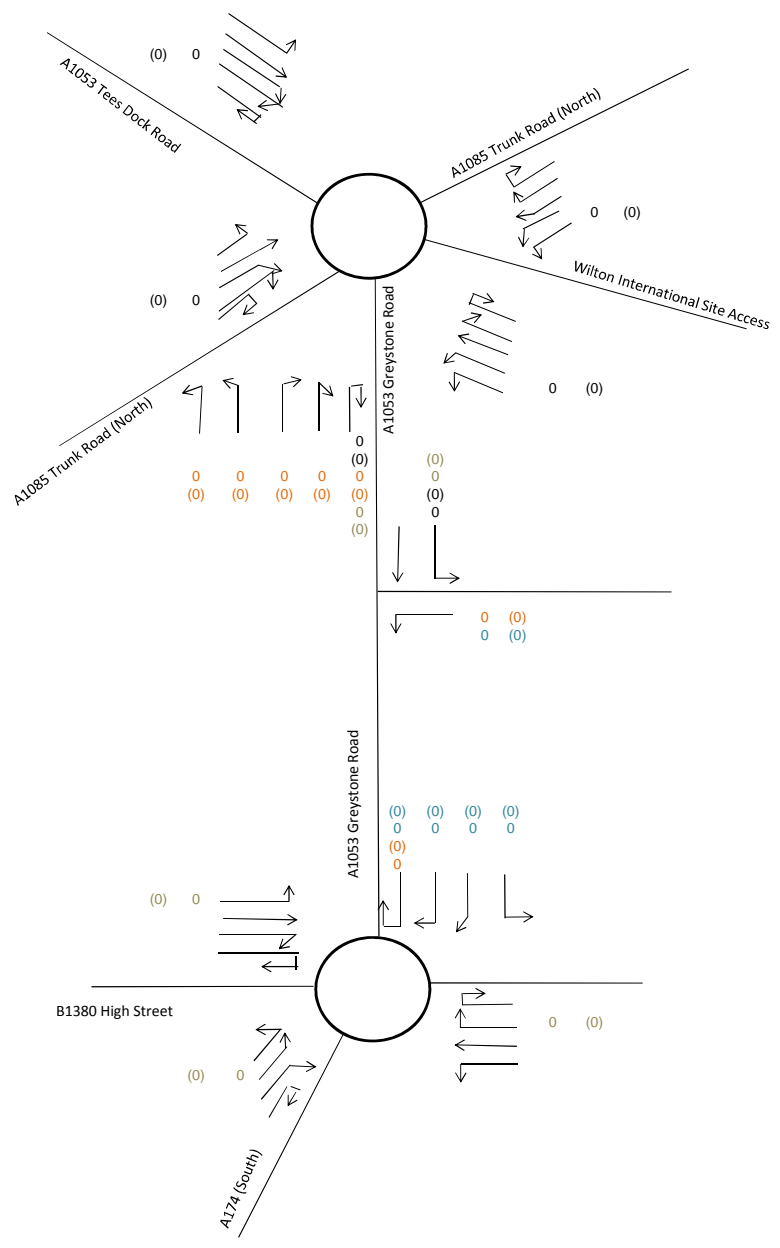 (0) 0
A1053 Tees Dock Road
A1085 Trunk Road (North)
0 (0)
Wilton International Site Access
(0) 0
A1053 Greystone Road
0 (0)
A1085 Trunk Road (North)
0
(0)
0 0 0 0 0
(0) (0) (0) (0) (0)
0
(0)
(0)
0
(0)
0
0 (0)
0 (0)
A1053 Greystone Road
(0) (0) (0) (0)
0 0 0 0
(0)
0
(0) 0
B1380 High Street
0 (0)
(0) 0
A174 (South)